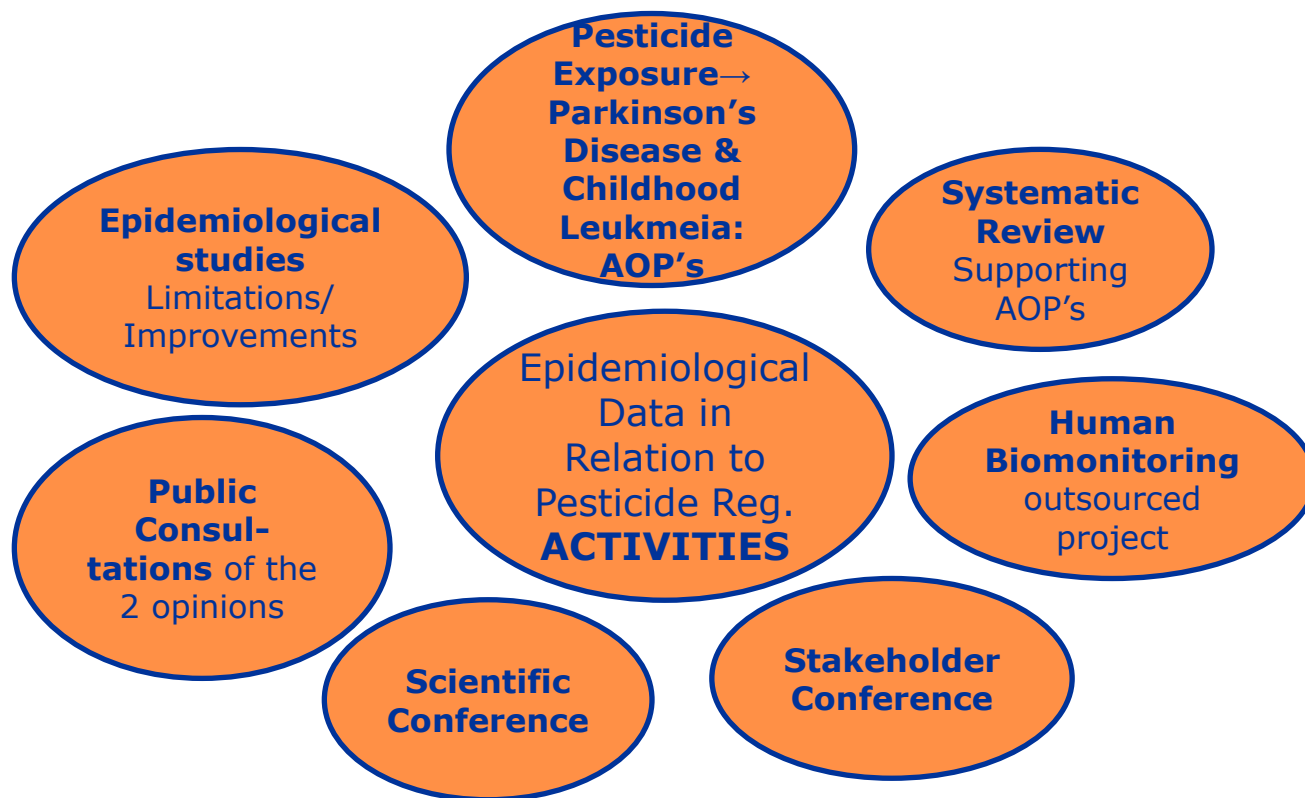 Pesticide
Exposure→
Parkinson’s
Disease &
Childhood
Leukmeia:
AOP’s
Epidemiological
studies
Limitations/
Improvements
Systematic
Review
Supporting
AOP’s
Epidemiological
Data in
Relation to
Pesticide Reg.
ACTIVITIES
Human
Biomonitoring
outsourced
project
Public
Consul-
tations of the
2 opinions
Scientific
Conference
Stakeholder
Conference